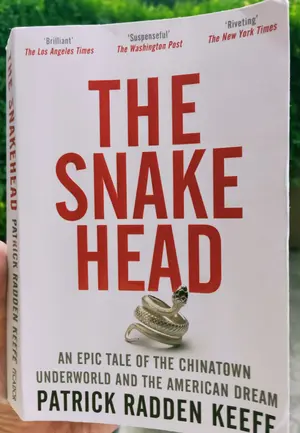 'Brilliant'
The Los Angeles Times
'Suspenseful'
The Washington Post
'Riveting'
The New York Times
THE
SNAKE
HEAD
AN EPIC TALE OF THE CHINATOWN
UNDERWORLD AND THE AMERICAN DREAM
PATRICK RADDEN KEEFE
THE SNAKEHEAD PATRICK RADDEN KEEFE PICADOR